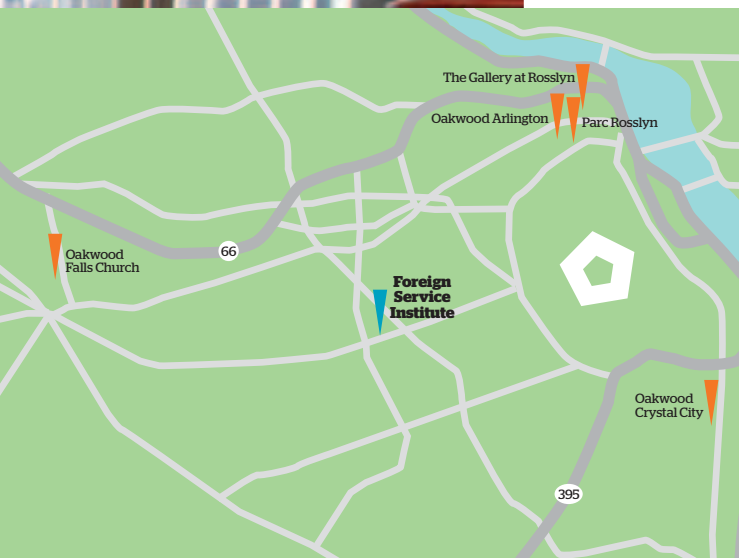 The Gallery at Rosslyn
Oakwood Arlington
Parc Rosslyn
66
Oakwood
Falls Church
Foreign
Service
Institute
Oakwood
Crystal City
395